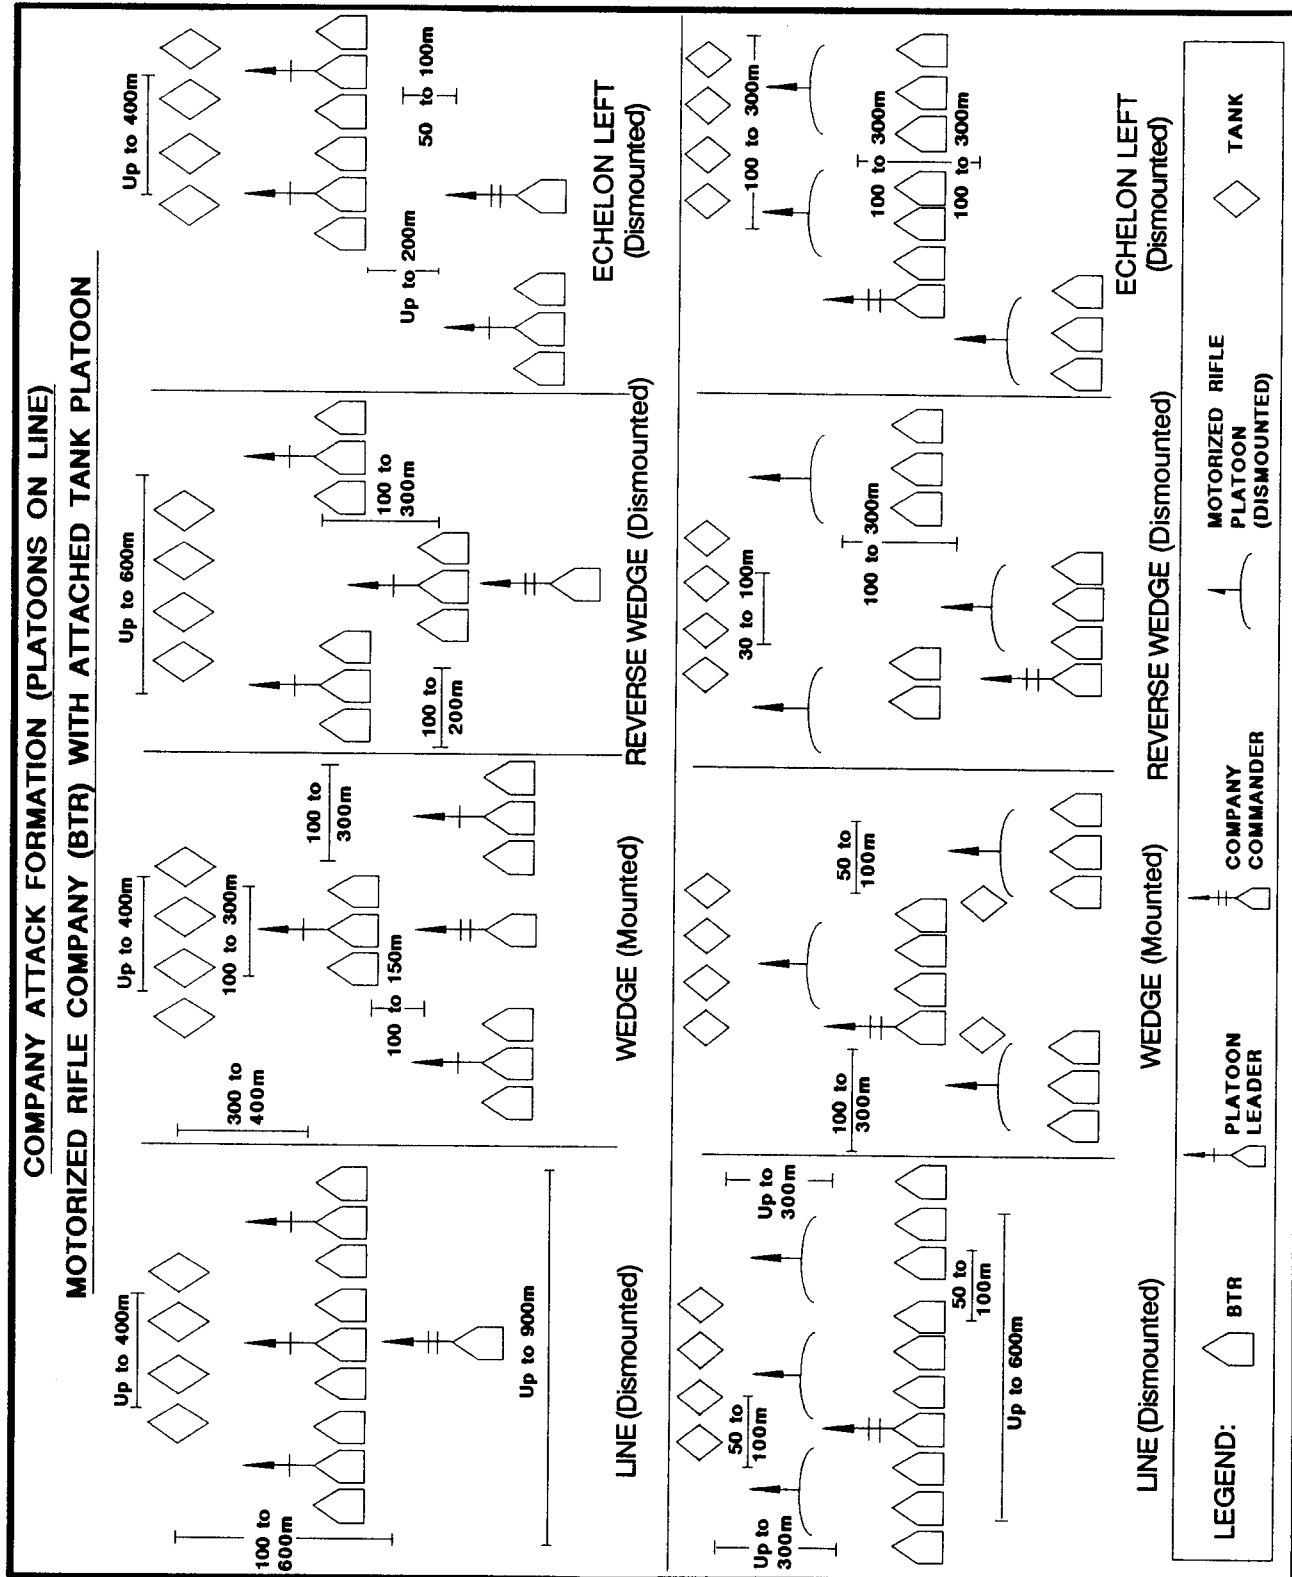 COMPANY ATTACK FORMATION (PLATOONS ON LINE)
MOTORIZED RIFLE COMPANY (BTR) WITH ATTACHED TANK PLATOON
100 to
600m
Up to 400m
Up to 900m
LINE (Dismounted)
300 to
400m
Up to 400m
100 to 300m
100 to 150m
100 to
300m
WEDGE (Mounted)
Up to 600m
100 to
200m
100 to
300m
REVERSE WEDGE (Dismounted)
Up to 400m
Up to 200m
50 to 100m
ECHELON LEFT
(Dismounted)
Up to
300m
50 to
100m
Up to 600m
50 to
100m
Up to
300m
LINE (Dismounted)
100 to
300m
50 to
100m
WEDGE (Mounted)
30 to 100m
100 to 300m
REVERSE WEDGE (Dismounted)
100 to 300m
100 to 300m
100 to 300m
ECHELON LEFT
(Dismounted)
LEGEND:
BTR
PLATOON
LEADER
COMPANY
COMMANDER
MOTORIZED RIFLE
PLATOON
(DISMOUNTED)
TANK